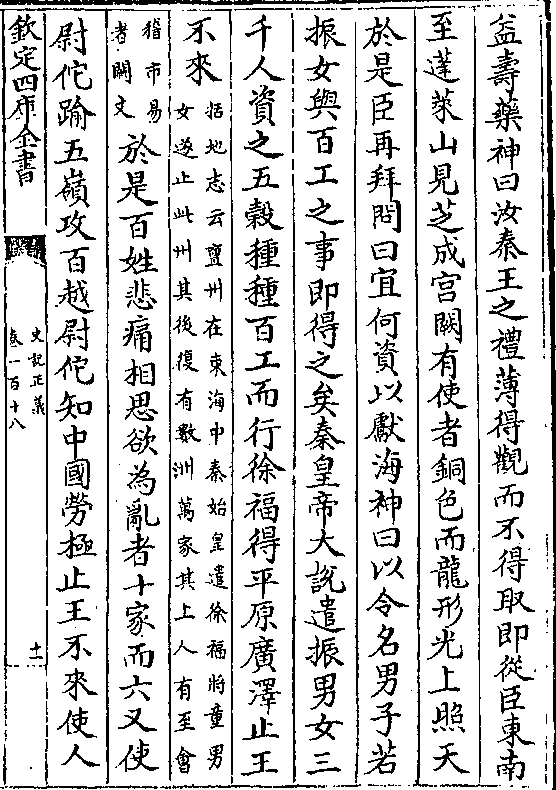 益壽藥神曰汝秦王之禮薄得觀而不得取即從臣東南
至蓬萊山見芝成宫闕有使者銅色而龍形光上照天
於是臣再拜問曰宜何資以獻海神曰以令名男子若
振女與百工之事即得之矣秦皇帝大說遣振男女三
千人資之五穀種種百工而行徐福得平原廣澤止王
不來括地志云亶州在東海中秦始皇遣徐福將童男
女遂止此州其後復有數洲萬家其上人有至會
稽市易
者闕文於是百姓悲痛相思欲為亂者十家而六又使
尉佗踰五嶺攻百越尉佗知中國勞極止王不來使人
欽定四庫全書
史記正義
卷一百十八
十一